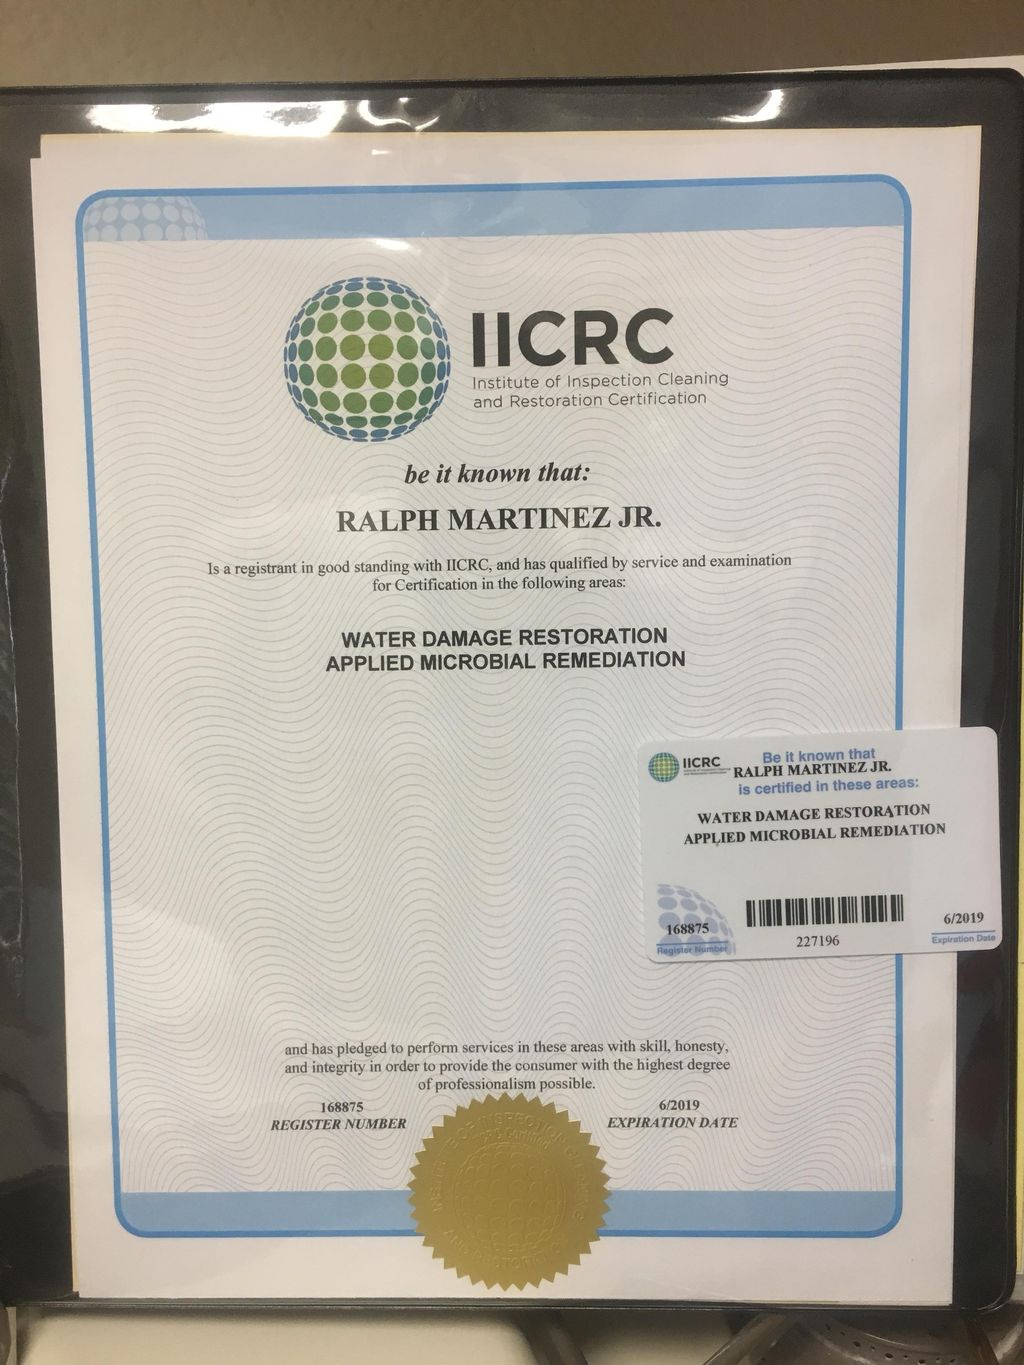 IICRC
Institute of Inspection Cleaning
and Restoration Certification
be it known that:
RALPH MARTINEZ JR.
Is a registrant in good standing with IICRC, and has qualified by service and examination
for Certification in the following areas:
WATER DAMAGE RESTORATION
APPLIED MICROBIAL REMEDIATION
IICRC
Be it known that
RALPH MARTINEZ JR.
is certified in these areas:
WATER DAMAGE RESTORATION
APPLIED MICROBIAL REMEDIATION
168875
Register Number
227196
6/2019
Expiration Date
and has pledged to perform services in these areas with skill, honesty,
and integrity in order to provide the consumer with the highest degree
of professionalism possible.
168875
REGISTER NUMBER
6/2019
EXPIRATION DATE